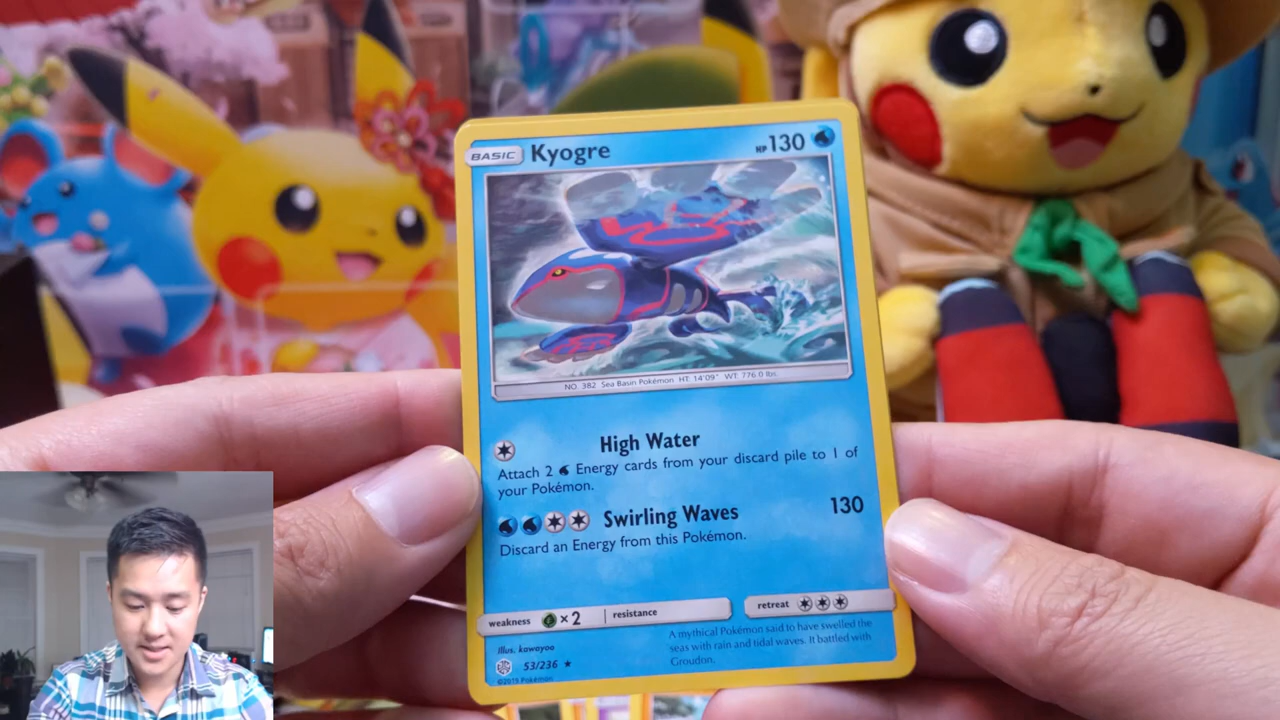 BASIC Kyogre HP 130
NO. 382 Sea Basin Pokémon HT: 14'09" WT: 776.0 lbs.
High Water
Attach 2 Energy cards from your discard pile to 1 of
your Pokémon.
Swirling Waves 130
Discard an Energy from this Pokémon.
weakness ×2 resistance retreat
A mythical Pokémon said to have swelled the
seas with rain and tidal waves. It battled with
Groudon.
Illus. kawayoo
53/236 ★
©2019 Pokémon